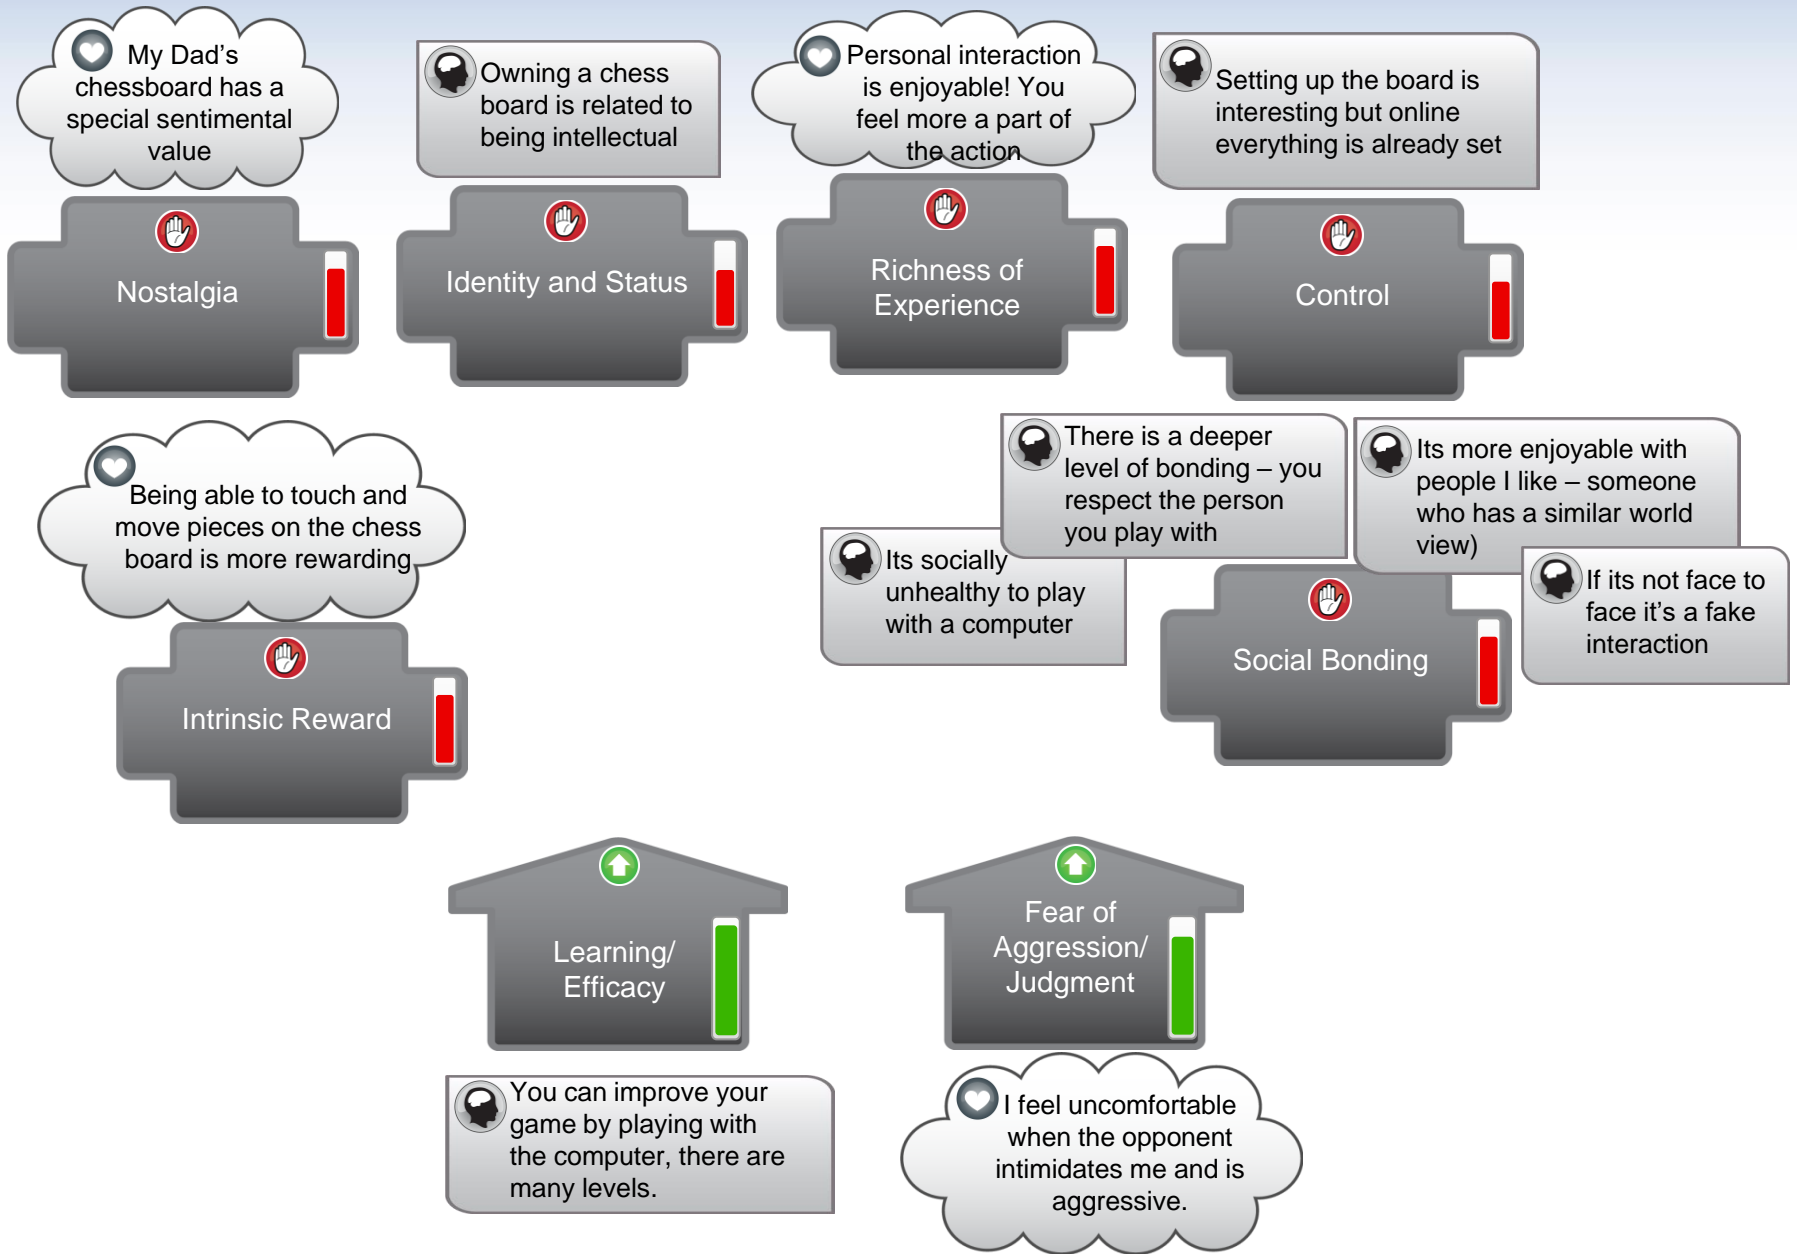 My Dad's
chessboard has a
special sentimental
value
Owning a chess
board is related to
being intellectual
Personal interaction
is enjoyable! You
feel more a part of
the action
Setting up the board is
interesting but online
everything is already set
Nostalgia
Identity and Status
Richness of
Experience
Control
Being able to touch and
move pieces on the chess
board is more rewarding
Intrinsic Reward
Its socially
unhealthy to play
with a computer
There is a deeper
level of bonding – you
respect the person
you play with
Its more enjoyable with
people I like – someone
who has a similar world
view)
If its not face to
face it's a fake
interaction
Social Bonding
Learning/
Efficacy
Fear of
Aggression/
Judgment
You can improve your
game by playing with
the computer, there are
many levels.
I feel uncomfortable
when the opponent
intimidates me and is
aggressive.